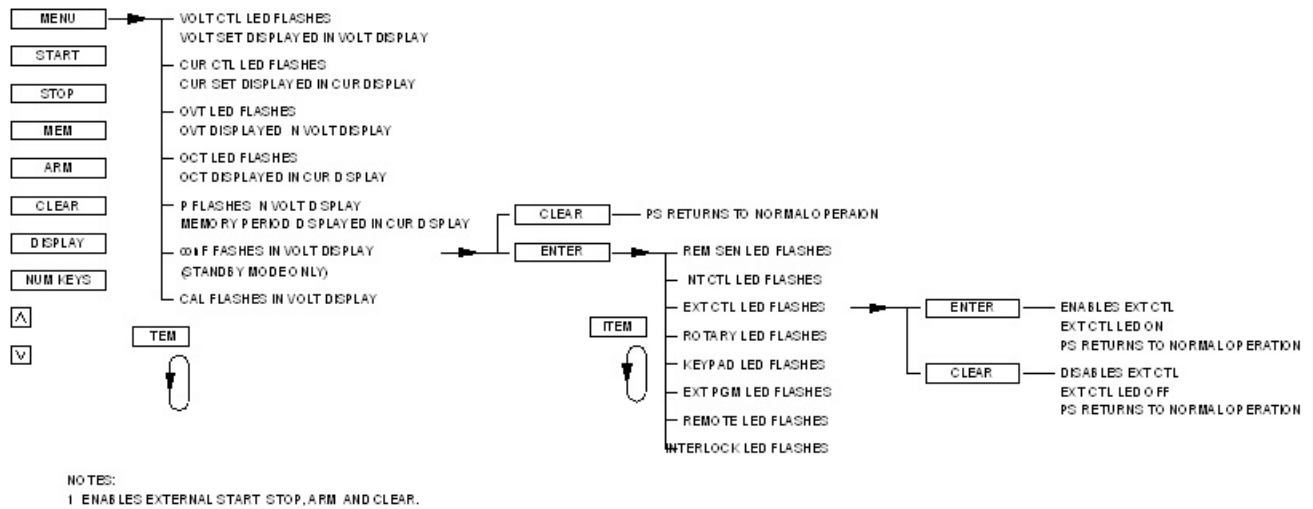 MENU
START
STOP
MEM
ARM
CLEAR
DISPLAY
NUM KEYS
VOLT CTL LED FLASHES
VOLT SET DISPLAYED IN VOLT DISPLAY
CUR CTL LED FLASHES
CUR SET DISPLAYED IN CUR DISPLAY
OVT LED FLASHES
OVT DISPLAYED N VOLT DISPLAY
OCT LED FLASHES
OCT DISPLAYED IN CUR D SPLAY
P FLASHES N VOLT D SPLAY
MEMORY PERIOD D SPLAYED IN CUR D SPLAY
conF F ASHES IN VOLT DISPLAY
(STANDBY MODE ONLY)
CAL FLASHES IN VOLT DISPLAY
TEM
CLEAR
PS RETURNS TO NORMAL OPERAION
ENTER
REM SEN LED FLASHES
NT CTL LED FLASHES
EXT CTL LED FLASHES
ROTARY LED FLASHES
KEYPAD LED FLASHES
EXT PGM LED FLASHES
REMOTE LED FLASHES
INTERLOCK LED FLASHES
ITEM
ENTER
ENABLES EXT CTL
EXT CTL LED ON
PS RETURNS TO NORMAL OPERATION
CLEAR
DISABLES EXT CTL
EXT CTL LED OFF
PS RETURNS TO NORMAL OPERATION
NOTES:
1 ENABLES EXTERNAL START STOP, ARM AND CLEAR.